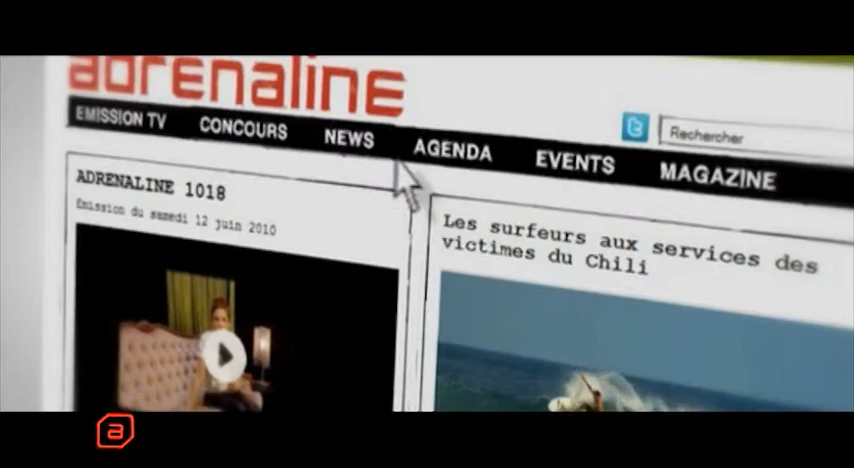 adrenaline
EMISSION TV CONCOURS NEWS AGENDA EVENTS MAGAZINE
Rechercher
ADRENALINE 1018
Emission du samedi 12 juin 2010
Les surfeurs aux services des
victimes du Chili
a